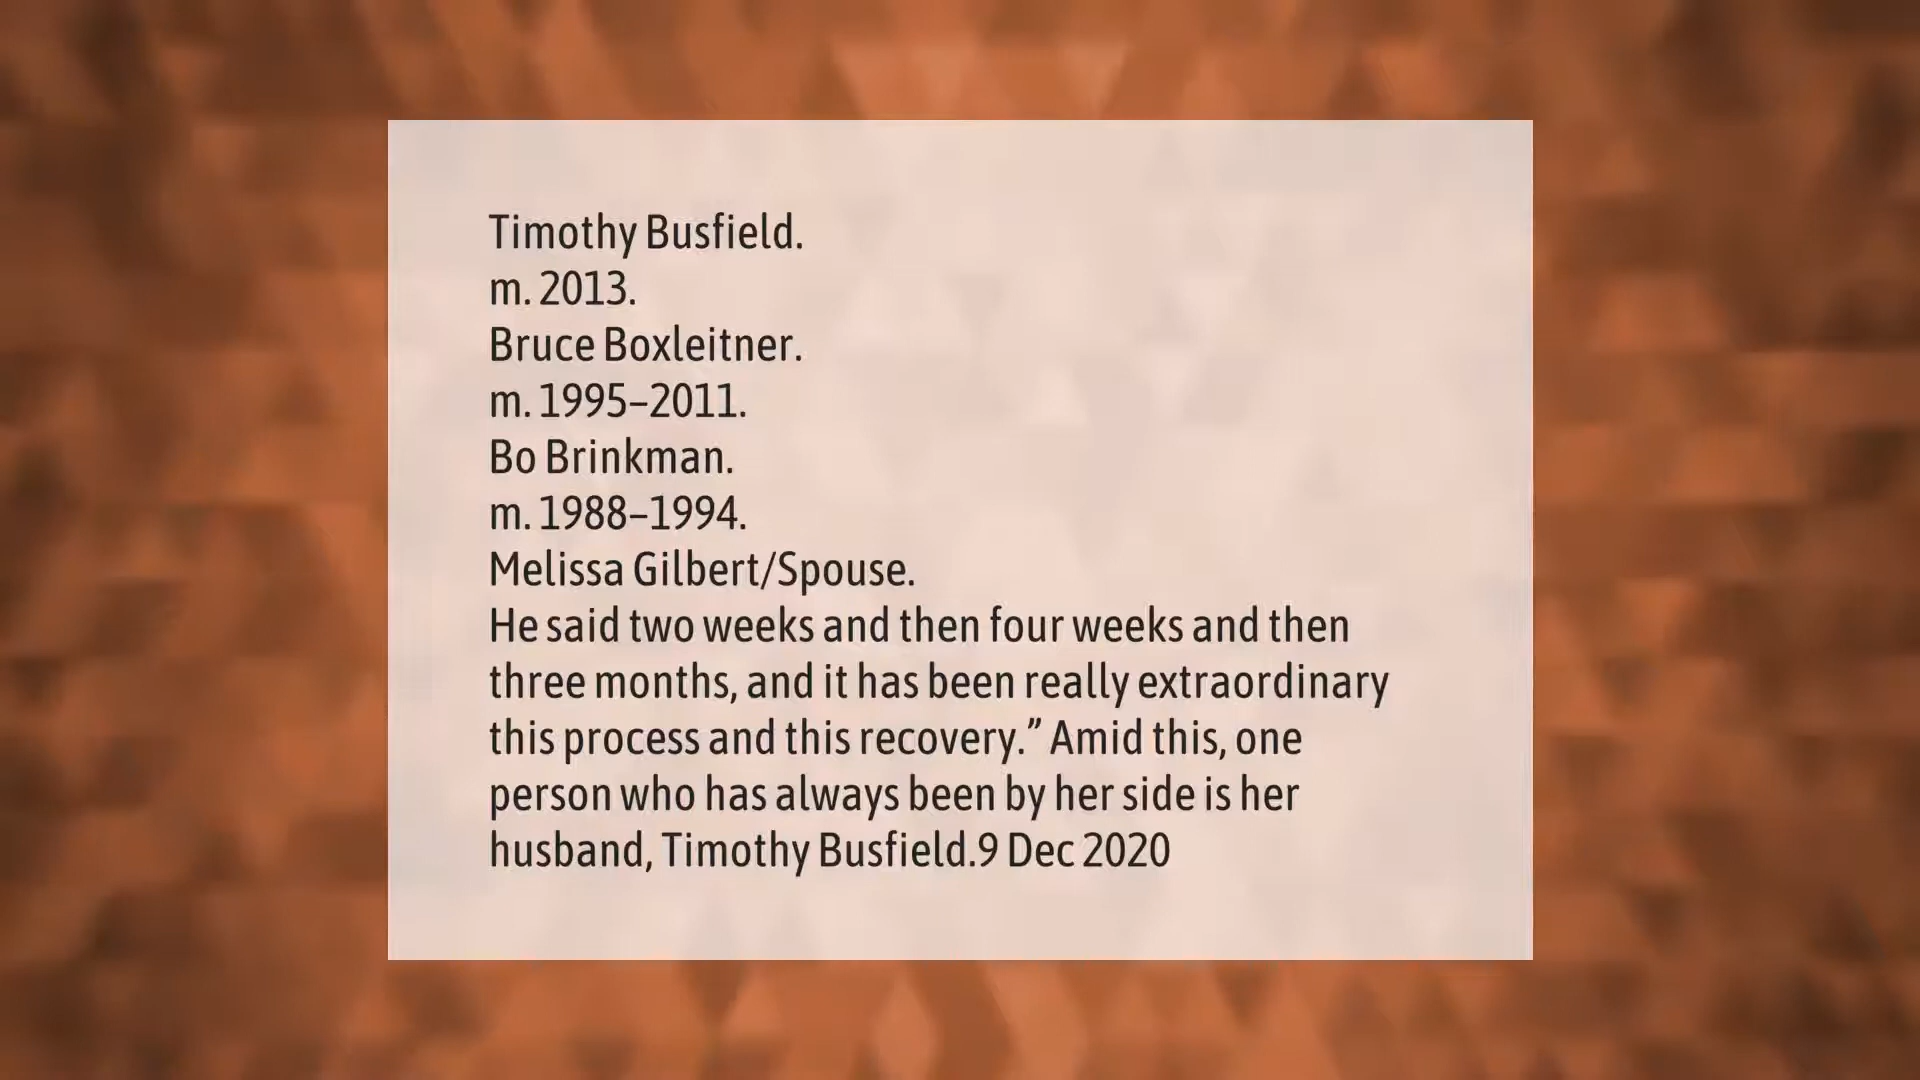 Timothy Busfield.
m. 2013.
Bruce Boxleitner.
m. 1995–2011.
Bo Brinkman.
m. 1988–1994.
Melissa Gilbert/Spouse.
He said two weeks and then four weeks and then
three months, and it has been really extraordinary
this process and this recovery.” Amid this, one
person who has always been by her side is her
husband, Timothy Busfield.9 Dec 2020